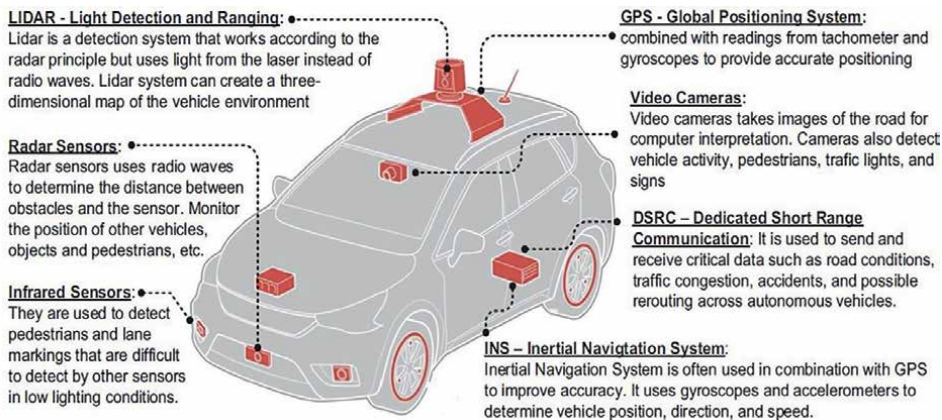 LIDAR - Light Detection and Ranging:
Lidar is a detection system that works according to the
radar principle but uses light from the laser instead of
radio waves. Lidar system can create a three-
dimensional map of the vehicle environment
Radar Sensors:
Radar sensors uses radio waves
to determine the distance between
obstacles and the sensor. Monitor
the position of other vehicles,
objects and pedestrians, etc.
Infrared Sensors:
They are used to detect
pedestrians and lane
markings that are difficult
to detect by other sensors
in low lighting conditions.
GPS - Global Positioning System:
combined with readings from tachometer and
gyroscopes to provide accurate positioning
Video Cameras:
Video cameras takes images of the road for
computer interpretation. Cameras also detect
vehicle activity, pedestrians, trafic lights, and
signs
DSRC – Dedicated Short Range
Communication: It is used to send and
receive critical data such as road conditions,
traffic congestion, accidents, and possible
rerouting across autonomous vehicles.
INS – Inertial Navigtation System:
Inertial Navigation System is often used in combination with GPS
to improve accuracy. It uses gyroscopes and accelerometers to
determine vehicle position, direction, and speed.